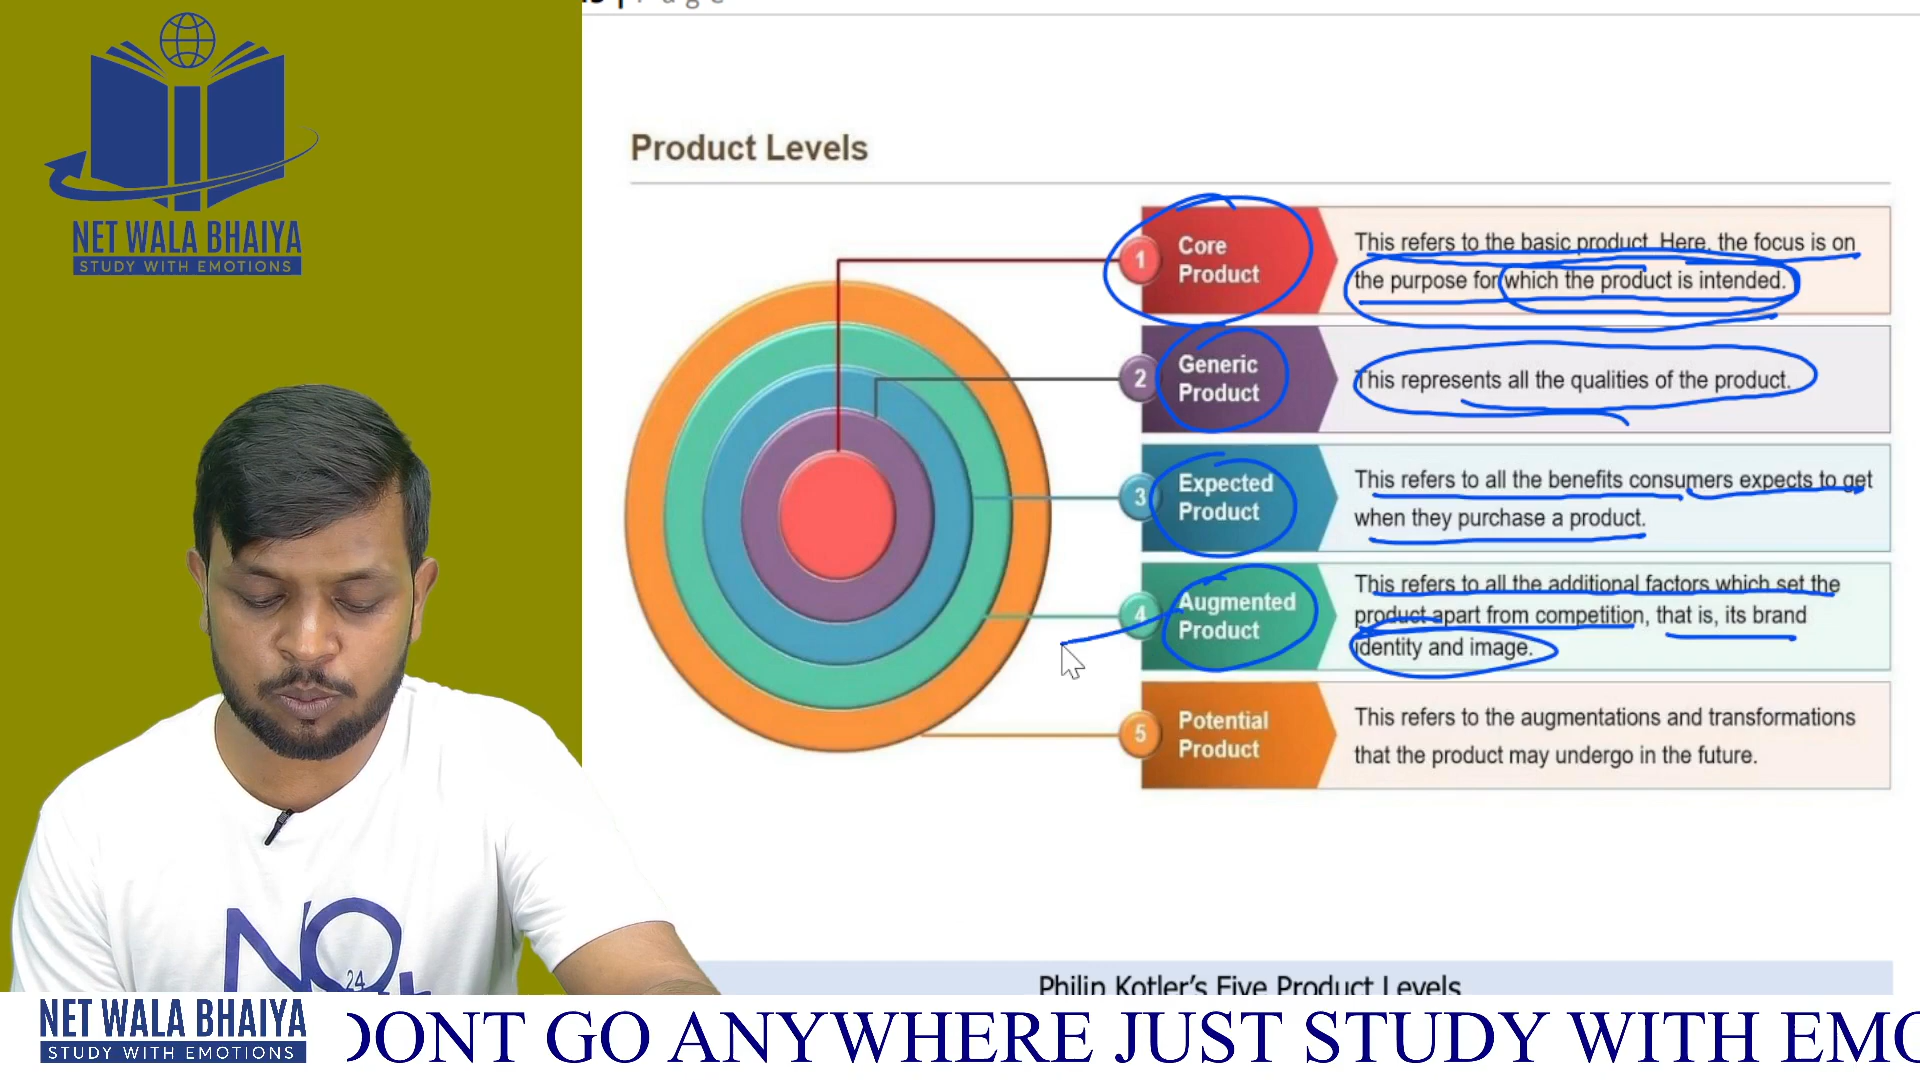 NET WALA BHAIYA
STUDY WITH EMOTIONS
Product Levels
1
Core
Product
This refers to the basic product. Here, the focus is on
the purpose for which the product is intended.
2
Generic
Product
This represents all the qualities of the product.
3
Expected
Product
This refers to all the benefits consumers expects to get
when they purchase a product.
4
Augmented
Product
This refers to all the additional factors which set the
product apart from competition, that is, its brand
identity and image.
5
Potential
Product
This refers to the augmentations and transformations
that the product may undergo in the future.
Philip Kotler's Five Product Levels
24
NET WALA BHAIYA
STUDY WITH EMOTIONS
DONT GO ANYWHERE JUST STUDY WITH EMO